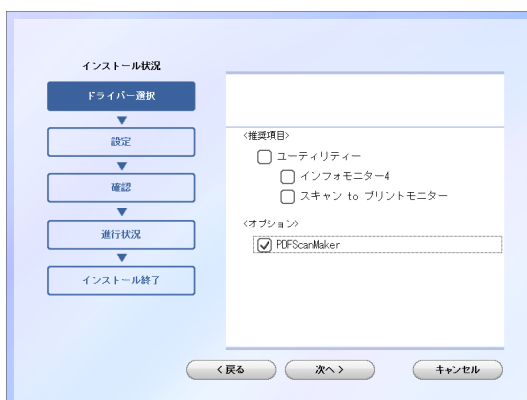 インストール状況
ドライバー選択
設定
確認
進行状況
インストール終了
<推奨項目>
ユーティリティー
インフォモニター4
スキャン to プリントモニター
<オプション>
PDFScanMaker
< 戻る
次へ >
キャンセル